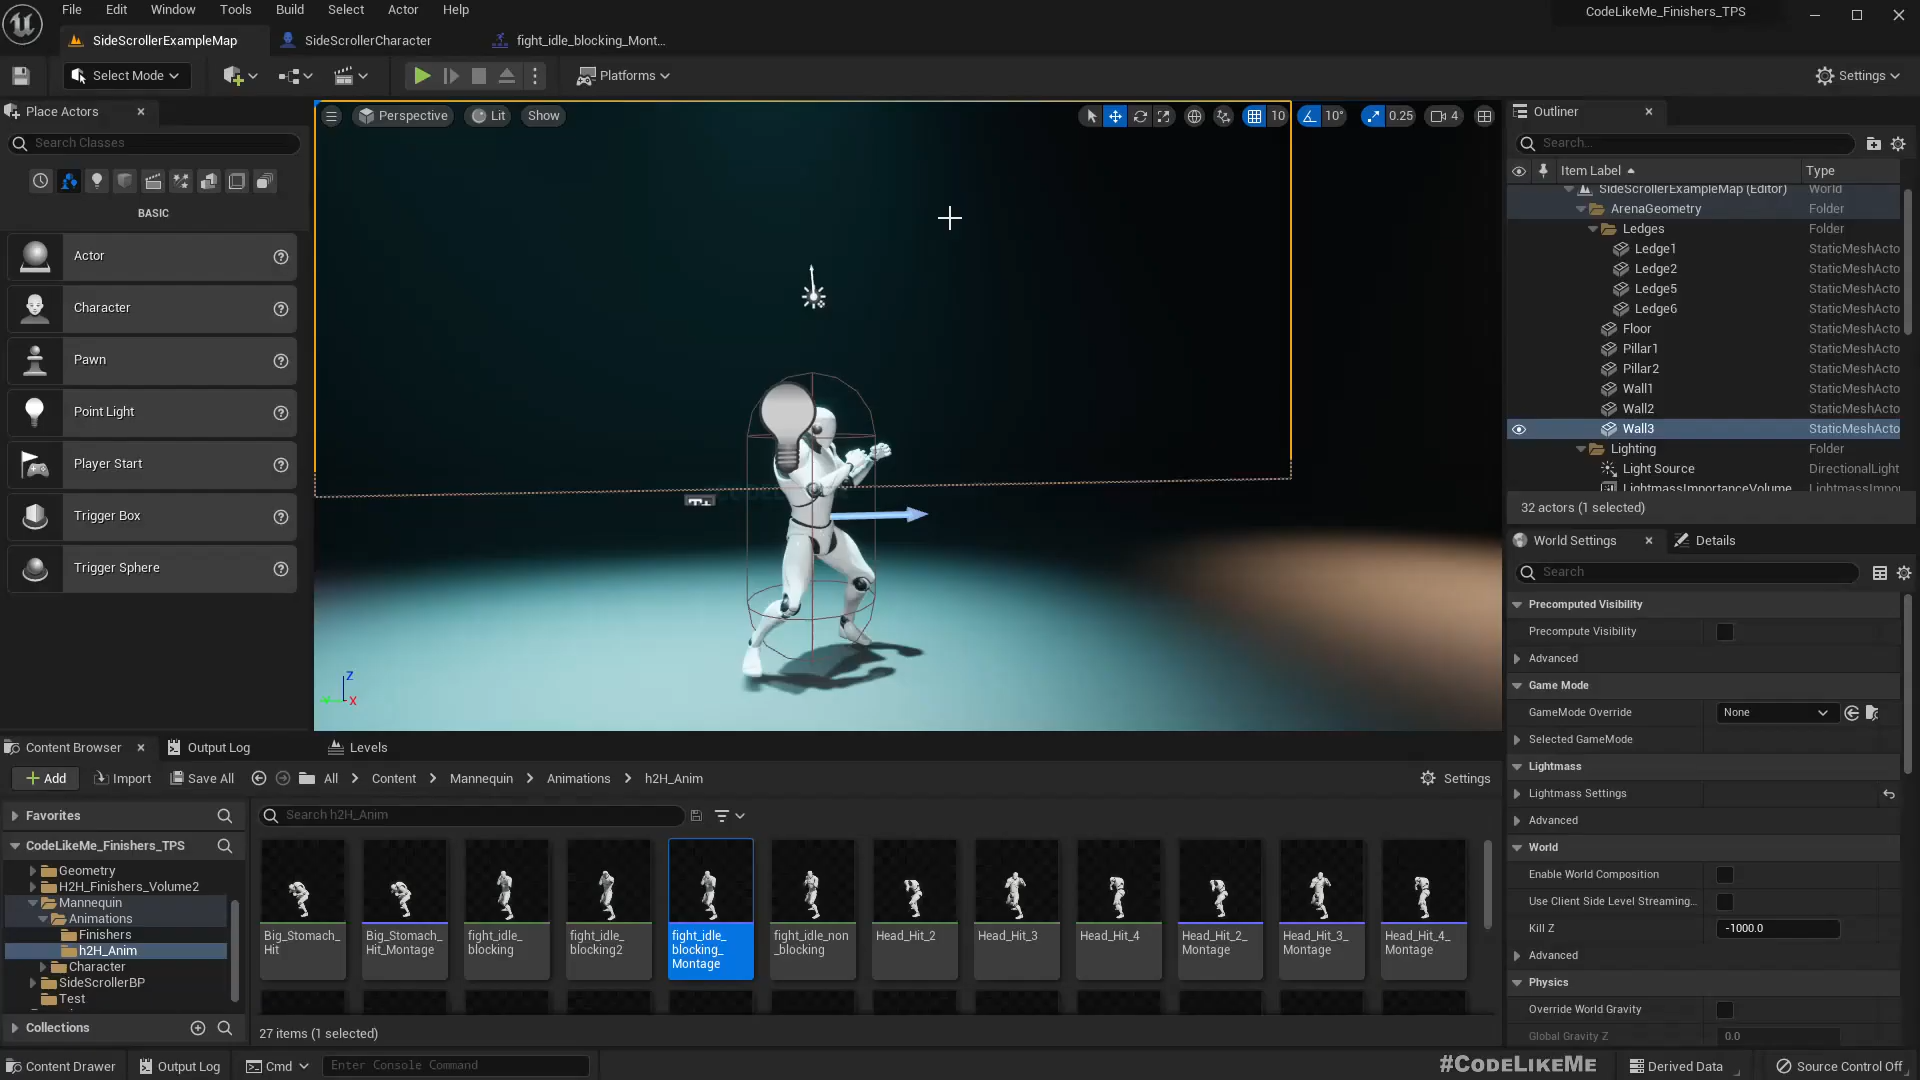 File Edit Window Tools Build Select Actor Help
CodeLikeMe_Finishers_TPS
SideScrollerExampleMap
SideScrollerCharacter
fight_idle_blocking_Mont...
Select Mode
Platforms
Settings
Place Actors
Search Classes
BASIC
Actor
Character
Pawn
Point Light
Player Start
Trigger Box
Trigger Sphere
Perspective Lit Show
10 10° 0.25 4
Z
X
Outliner
Search...
Item Label Type
SideScrollerExampleMap (Editor) World
ArenaGeometry Folder
Ledges Folder
Ledge1 StaticMeshActo
Ledge2 StaticMeshActo
Ledge5 StaticMeshActo
Ledge6 StaticMeshActo
Floor StaticMeshActo
Pillar1 StaticMeshActo
Pillar2 StaticMeshActo
Wall1 StaticMeshActo
Wall2 StaticMeshActo
Wall3 StaticMeshActo
Lighting Folder
Light Source DirectionalLight
LightmassImportanceVolume LightmassImpor
32 actors (1 selected)
World Settings Details
Search
Precomputed Visibility
Precompute Visibility
Advanced
Game Mode
GameMode Override None
Selected GameMode
Lightmass
Lightmass Settings
Advanced
World
Enable World Composition
Use Client Side Level Streaming...
Kill Z -1000.0
Advanced
Physics
Override World Gravity
Global Gravity Z 0.0
Content Browser Output Log Levels
Add Import Save All All Content Mannequin Animations h2H_Anim Settings
Favorites
CodeLikeMe_Finishers_TPS
Geometry
H2H_Finishers_Volume2
Mannequin
Animations
Finishers
h2H_Anim
Character
SideScrollerBP
Test
Collections
Search h2H_Anim
Big_Stomach_
Hit
Big_Stomach_
Hit_Montage
fight_idle_
blocking
fight_idle_
blocking2
fight_idle_
blocking_
Montage
fight_idle_non
_blocking
Head_Hit_2
Head_Hit_3
Head_Hit_4
Head_Hit_2_
Montage
Head_Hit_3_
Montage
Head_Hit_4_
Montage
27 items (1 selected)
Content Drawer Output Log Cmd Enter Console Command
#CODELIKEME
Derived Data Source Control Off